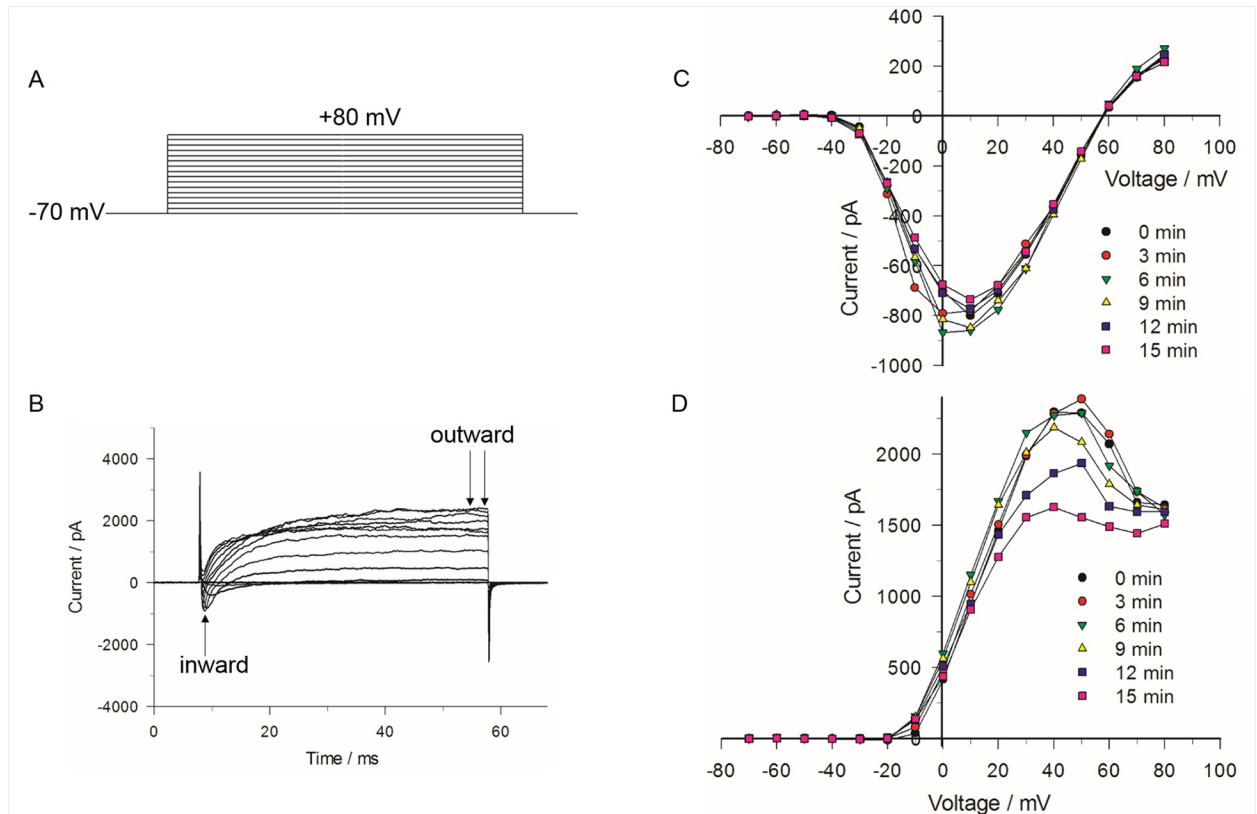 A
+80 mV
-70 mV
B
outward
4000
2000
0
-2000
-4000
Current / pA
inward
0
20
40
60
Time / ms
C
400
200
0
-200
-400
-600
-800
-1000
-80
-60
-40
-20
0
20
40
60
80
100
Voltage / mV
Current / pA
0 min
3 min
6 min
9 min
12 min
15 min
D
2000
1500
1000
500
0
Current / pA
0 min
3 min
6 min
9 min
12 min
15 min
-80
-60
-40
-20
0
20
40
60
80
100
Voltage / mV